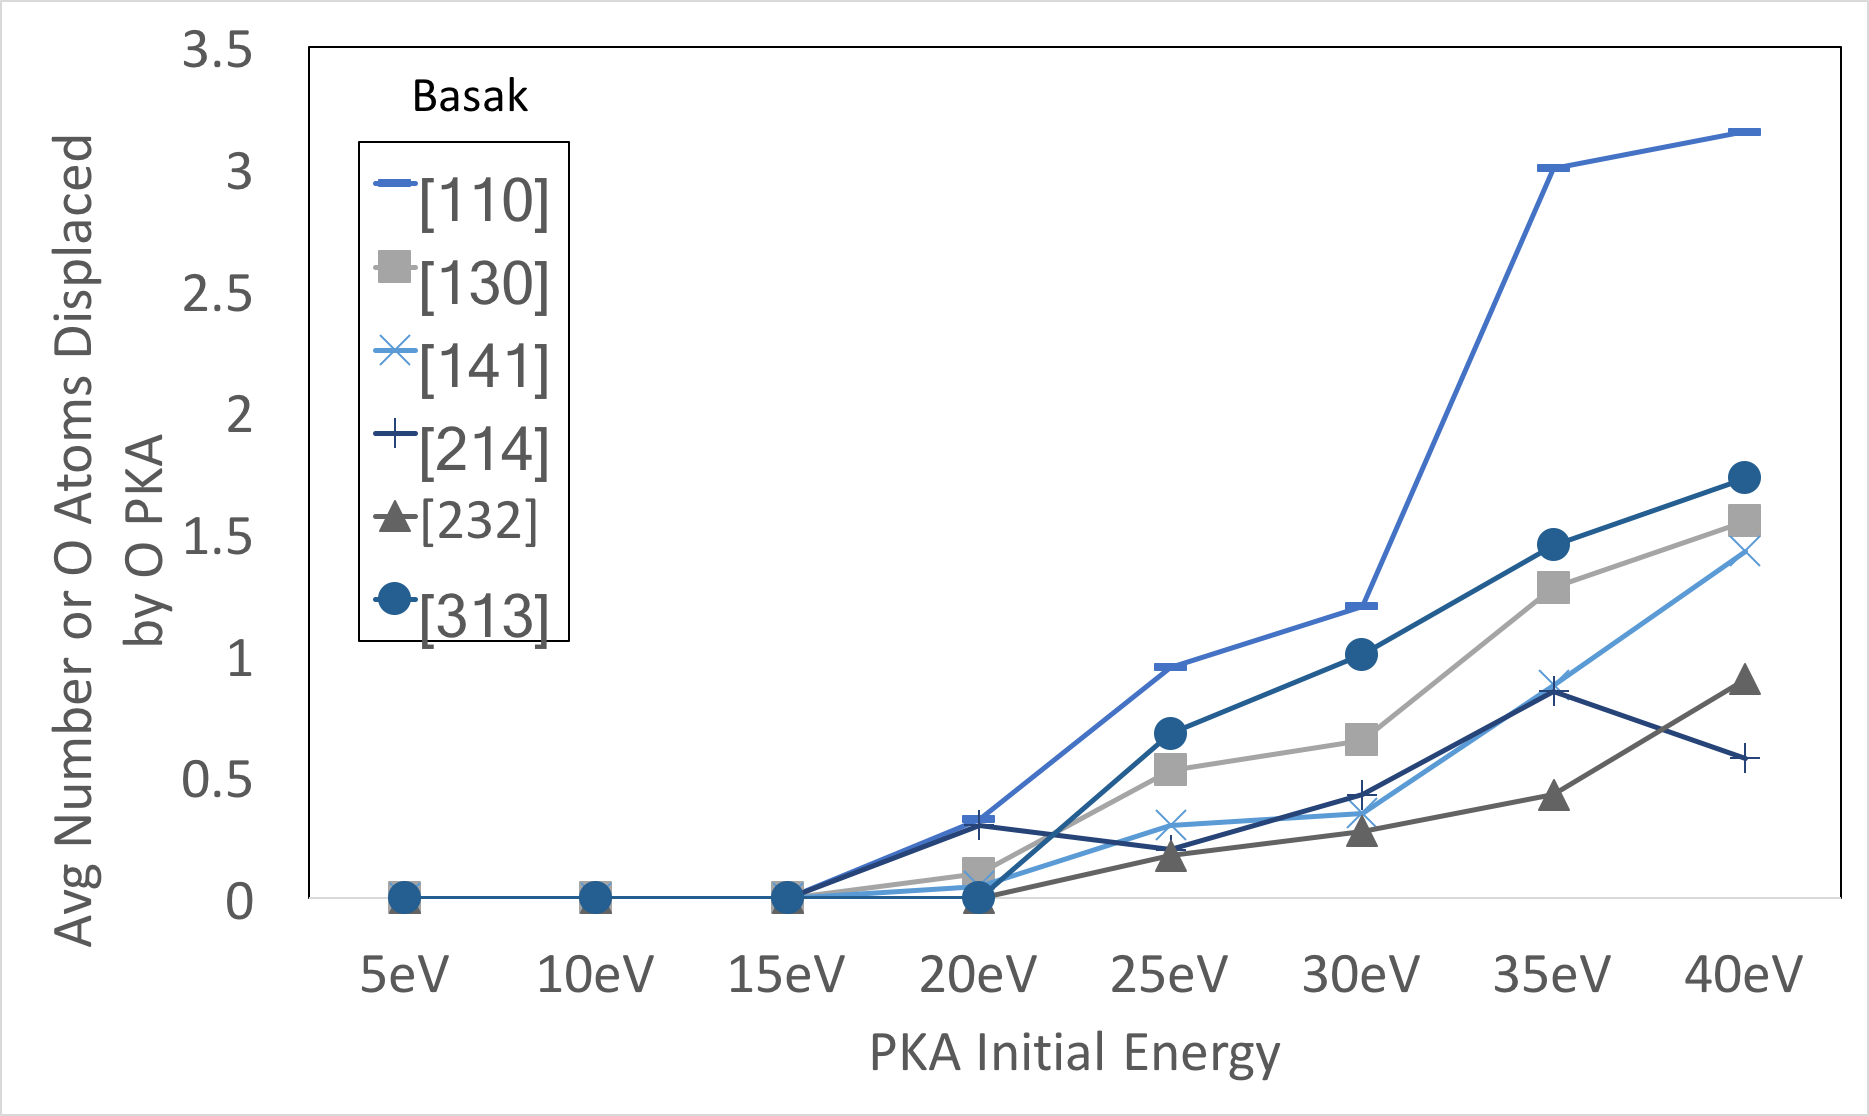 Avg Number or O Atoms Displaced
by O PKA
3.5
3
2.5
2
1.5
1
0.5
0
Basak
[110]
[130]
[141]
[214]
[232]
[313]
5eV 10eV 15eV 20eV 25eV 30eV 35eV 40eV
PKA Initial Energy